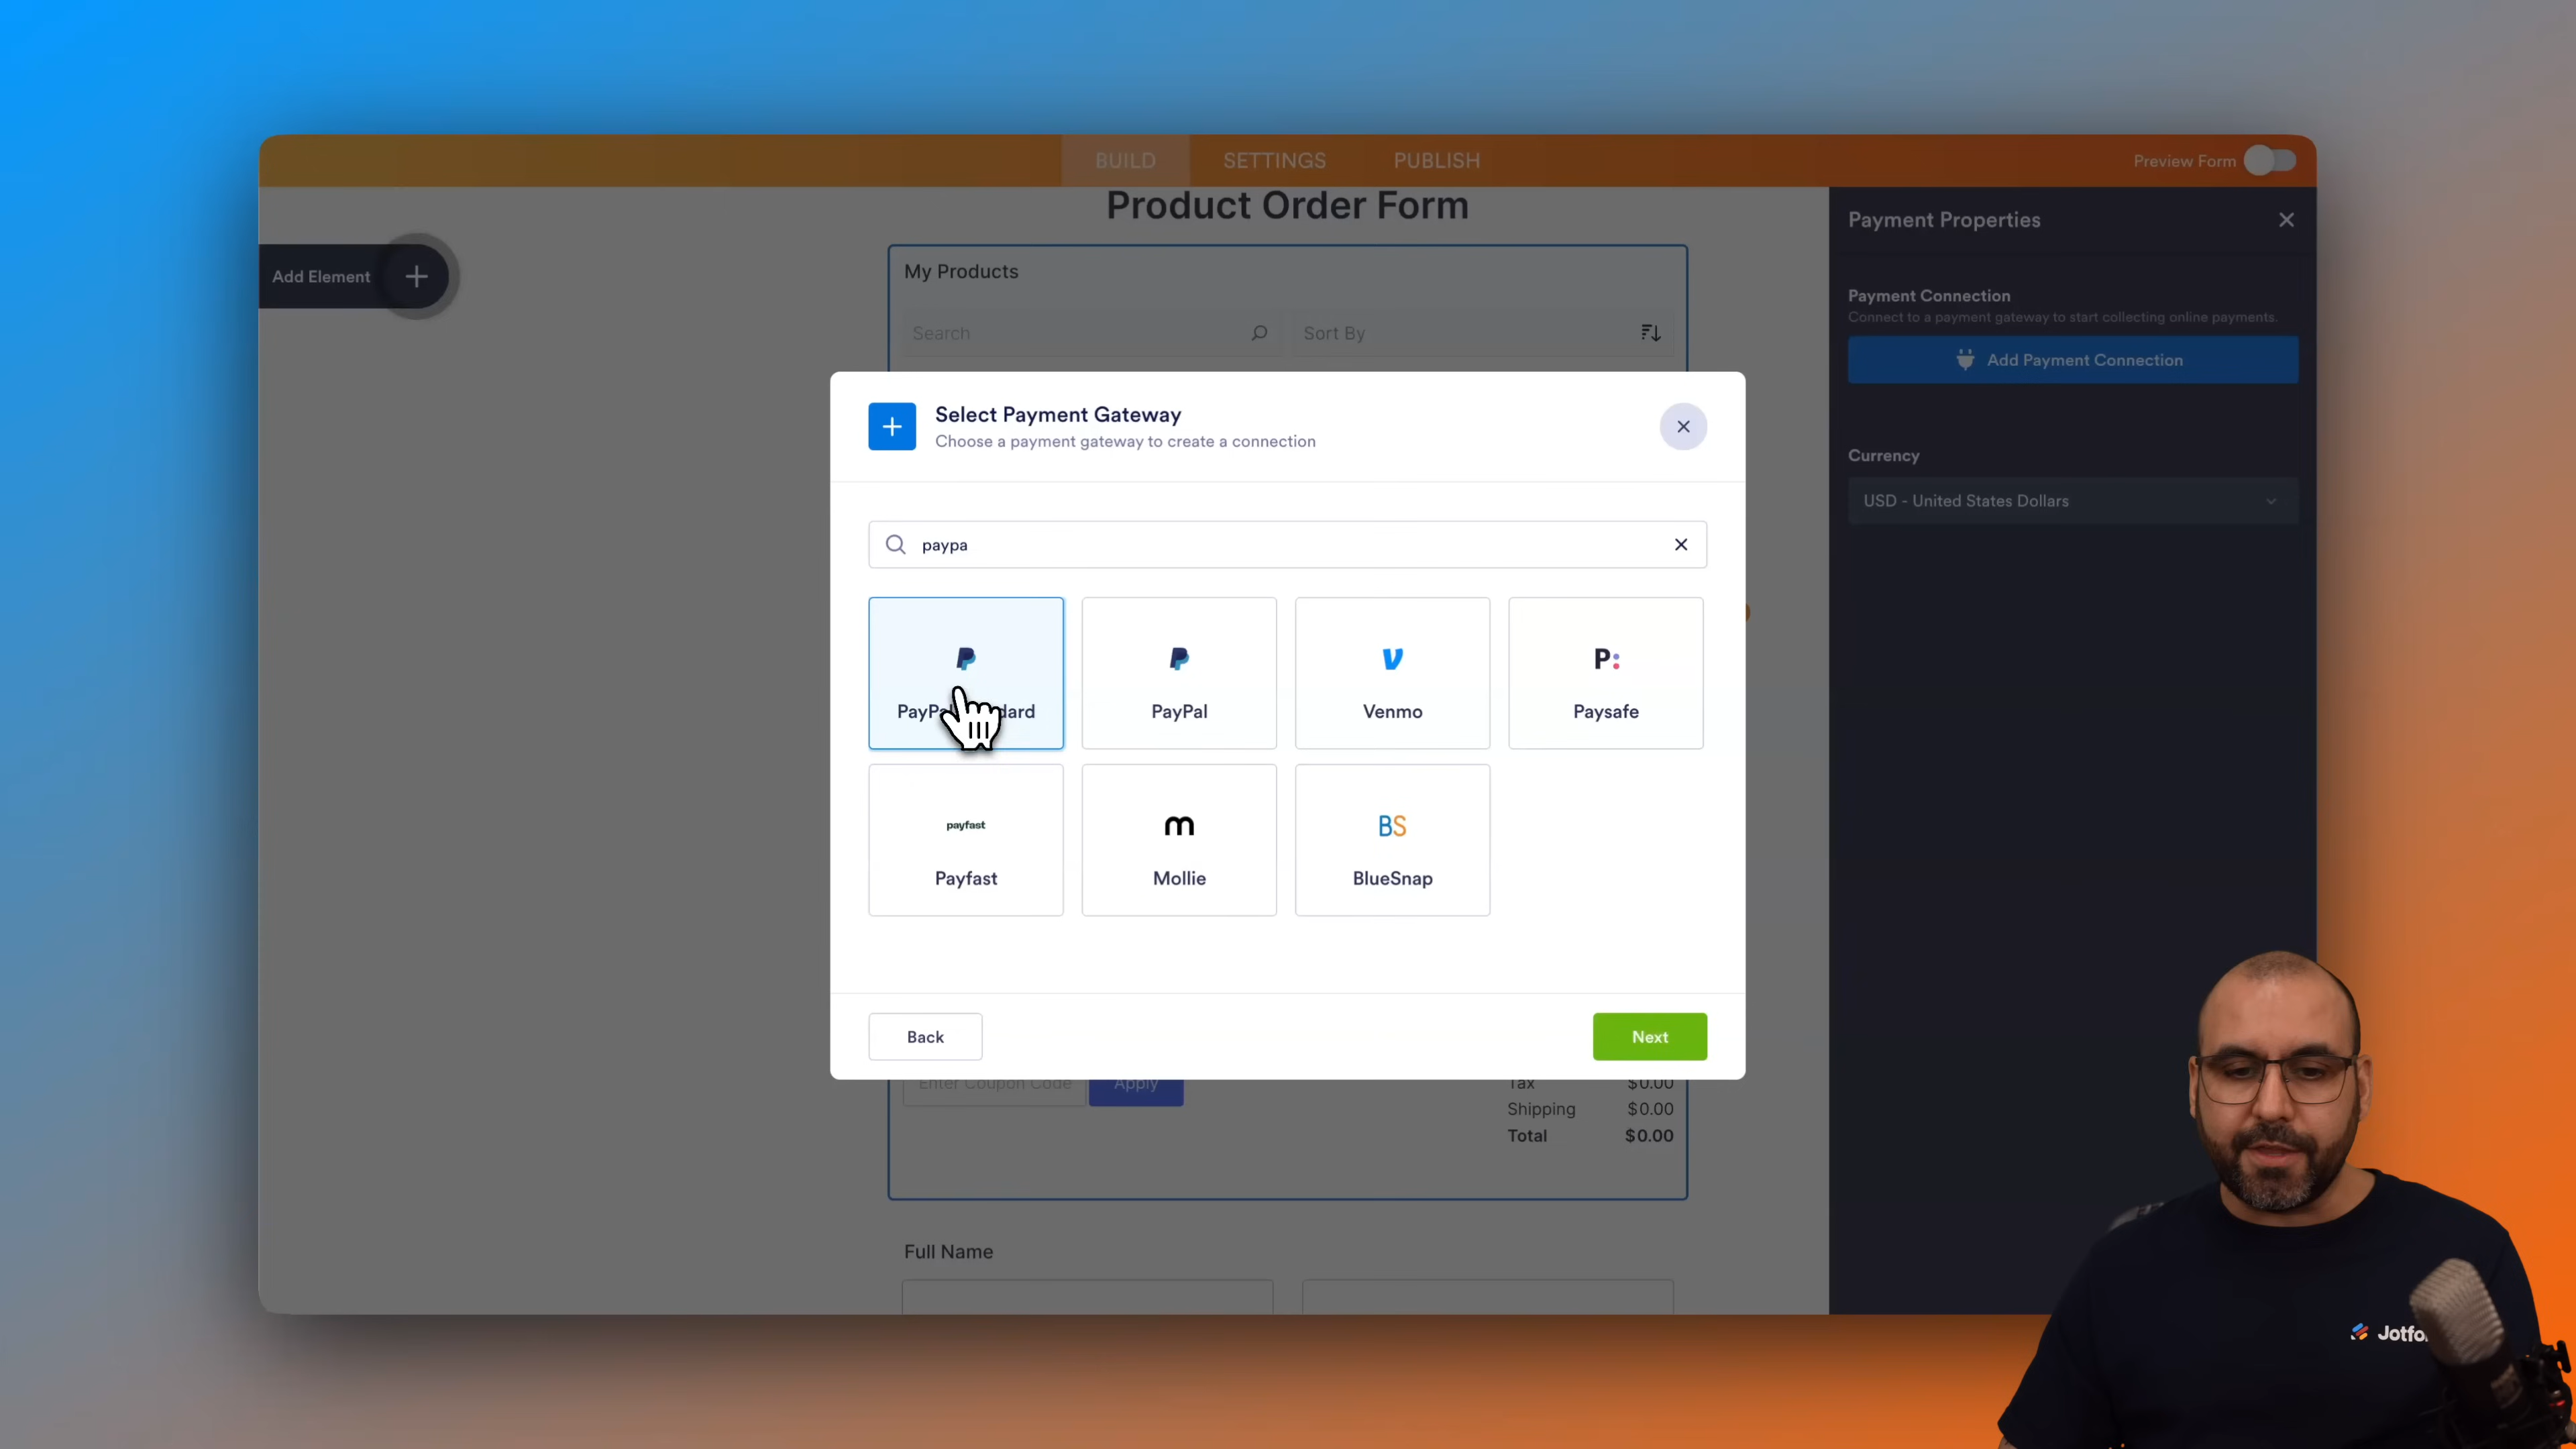 BUILD
SETTINGS
PUBLISH
Preview Form
Product Order Form
Add Element
My Products
Search
Sort By
Payment Properties
Payment Connection
Connect to a payment gateway to start collecting online payments.
Add Payment Connection
Currency
USD - United States Dollars
Select Payment Gateway
Choose a payment gateway to create a connection
paypa
PayPal
Venmo
P:
Paysafe
payfast
Payfast
m
Mollie
BS
BlueSnap
Back
Next
Enter Coupon Code
Apply
Tax $0.00
Shipping $0.00
Total $0.00
Full Name